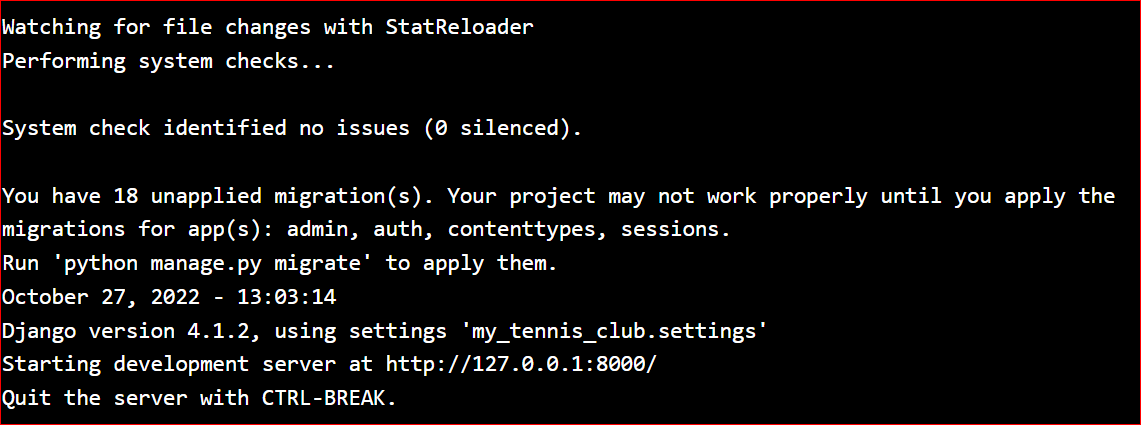 Watching for file changes with StatReloader
Performing system checks...
System check identified no issues (0 silenced).
You have 18 unapplied migration(s). Your project may not work properly until you apply the
migrations for app(s): admin, auth, contenttypes, sessions.
Run 'python manage.py migrate' to apply them.
October 27, 2022 - 13:03:14
Django version 4.1.2, using settings 'my_tennis_club.settings'
Starting development server at http://127.0.0.1:8000/
Quit the server with CTRL-BREAK.